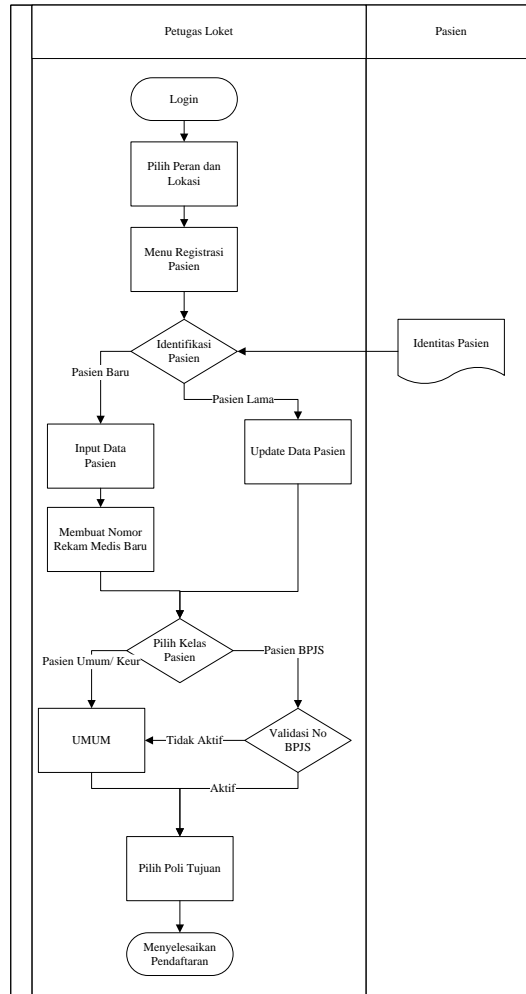 Petugas Loket
Pasien
Login
Pilih Peran dan
Lokasi
Menu Registrasi
Pasien
Identifikasi
Pasien
Identitas Pasien
Pasien Baru
Pasien Lama
Input Data
Pasien
Update Data Pasien
Membuat Nomor
Rekam Medis Baru
Pilih Kelas
Pasien
Pasien Umum/ Keur
Pasien BPJS
UMUM
Tidak Aktif
Validasi No
BPJS
Aktif
Pilih Poli Tujuan
Menyelesaikan
Pendaftaran